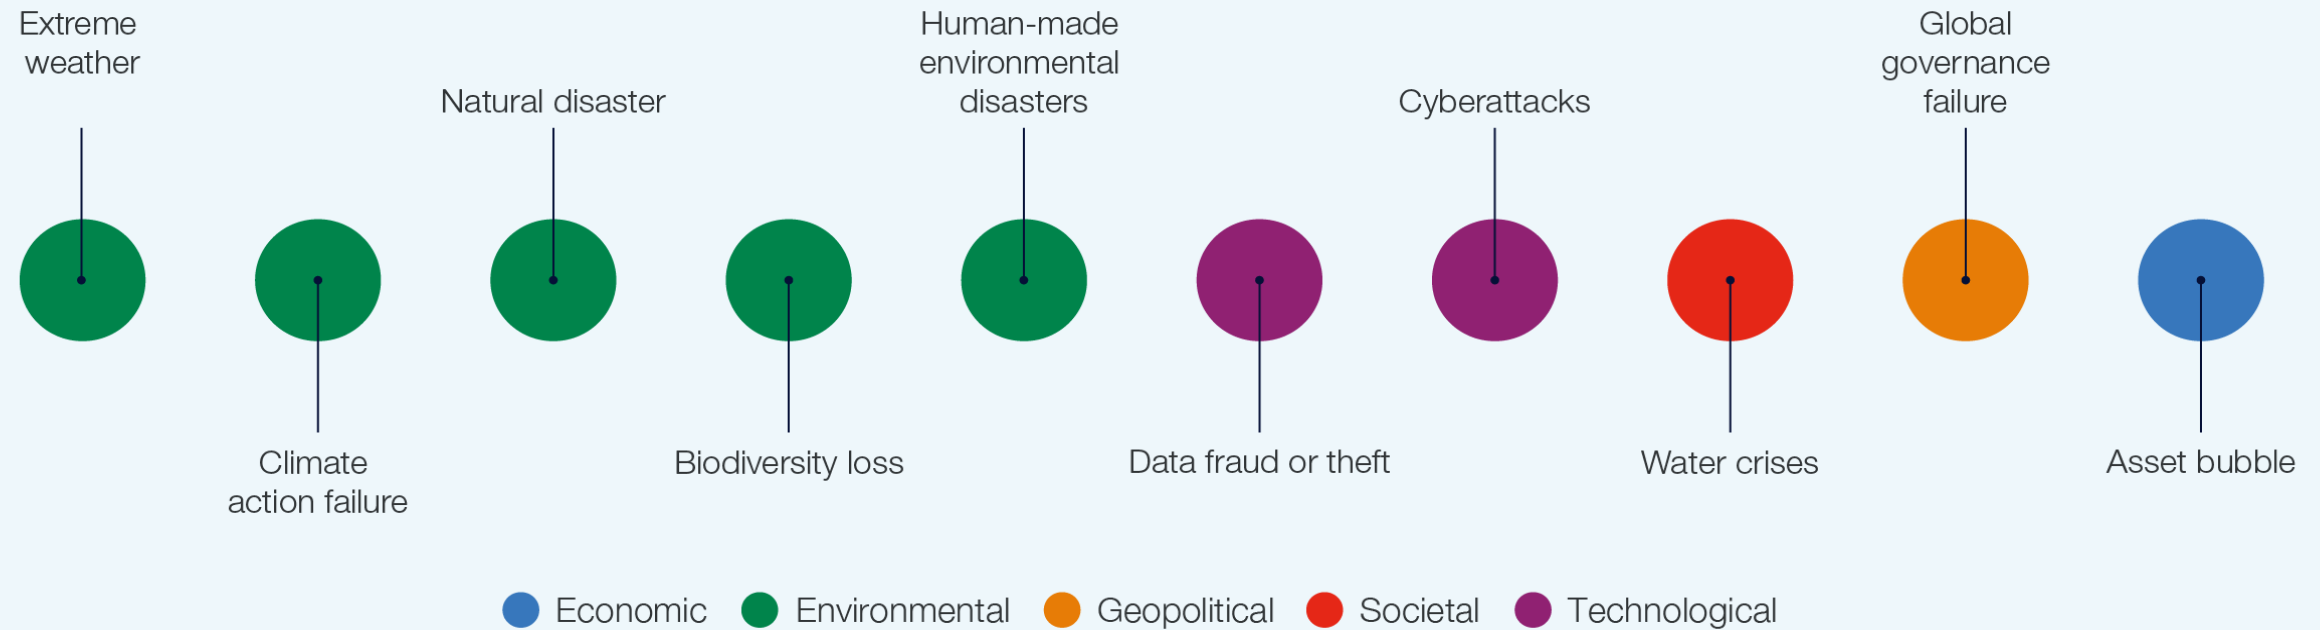 Extreme
weather
Climate
action failure
Natural disaster
Biodiversity loss
Human-made
environmental
disasters
Data fraud or theft
Cyberattacks
Water crises
Global
governance
failure
Asset bubble
Economic
Environmental
Geopolitical
Societal
Technological